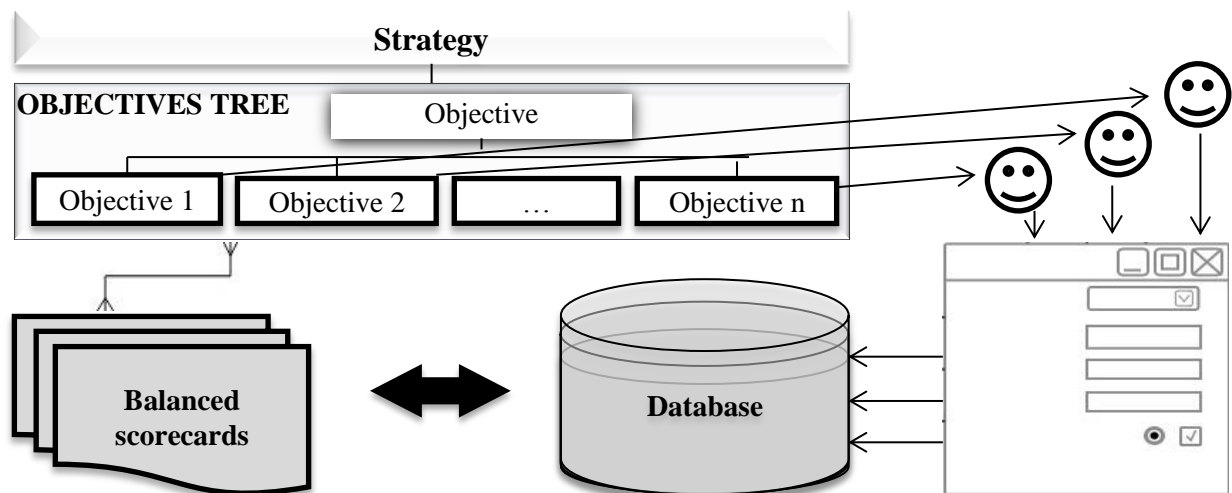 Strategy
OBJECTIVES TREE
Objective
Objective 1
Objective 2
…
Objective n
Balanced
scorecards
Database